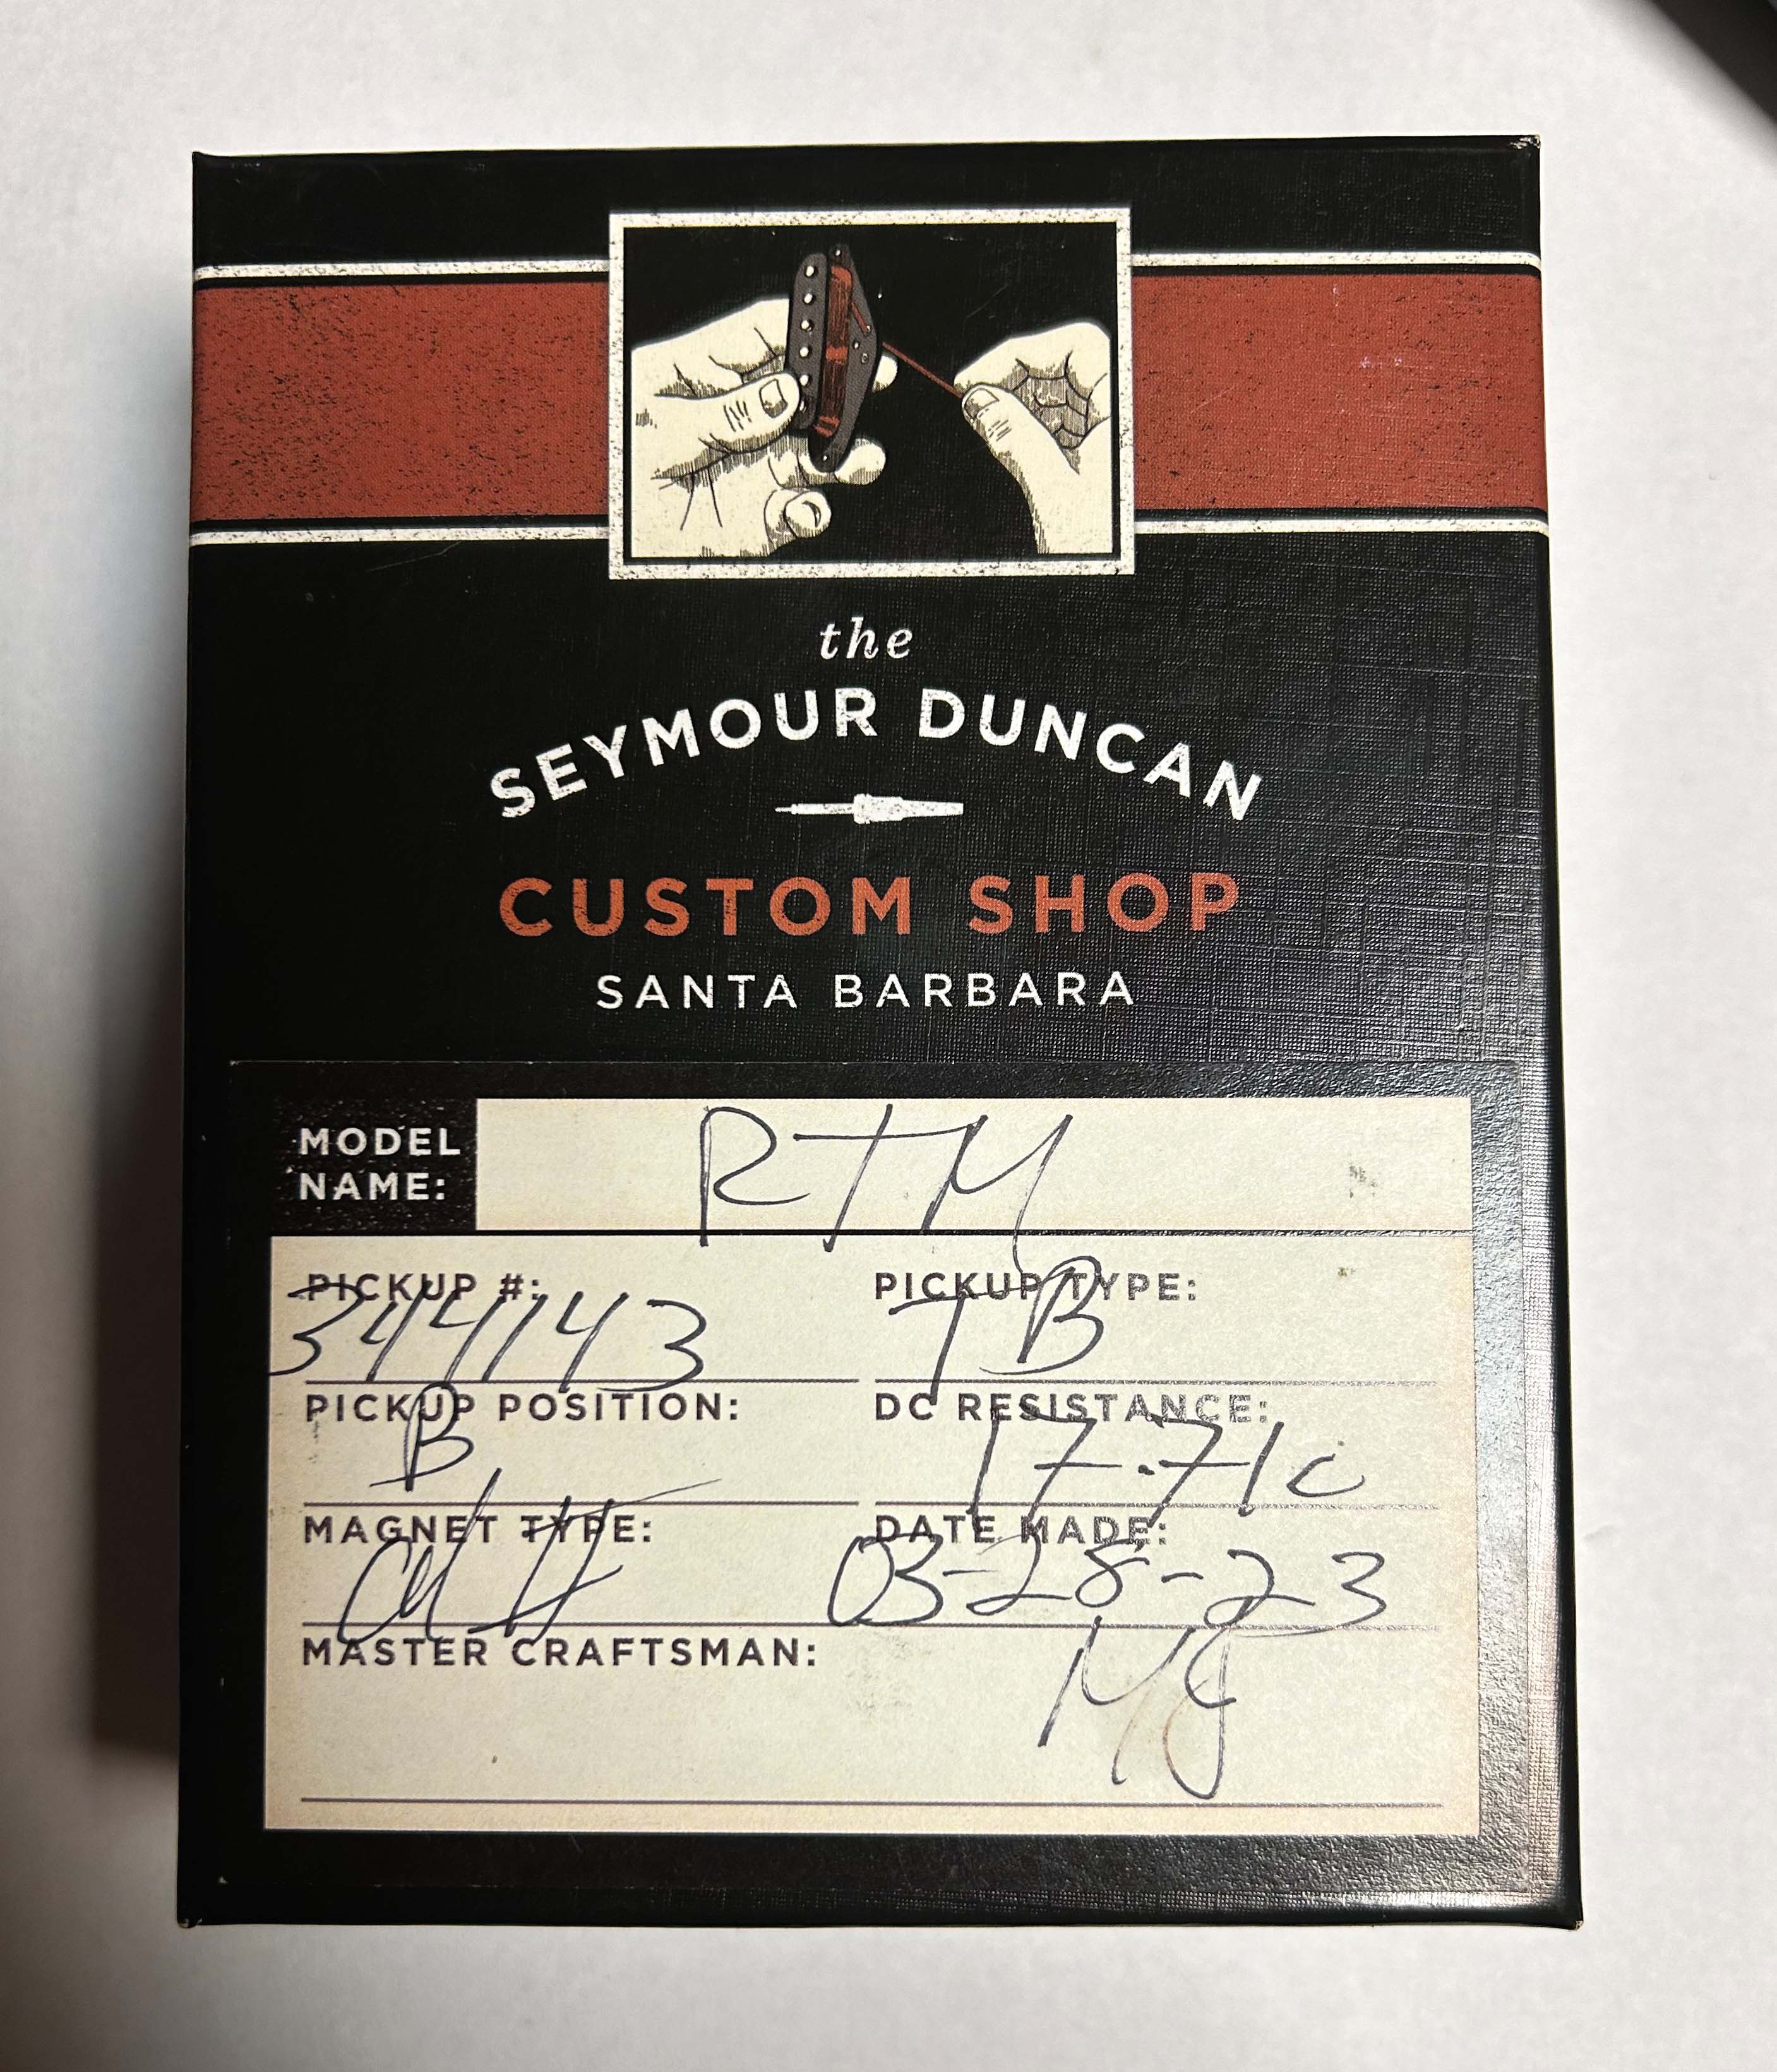 the
SEYMOUR DUNCAN
CUSTOM SHOP
SANTA BARBARA
MODEL NAME: RTM
PICKUP #: 344143
PICKUP TYPE: TB
PICKUP POSITION: B
DC RESISTANCE: 17.71
MAGNET TYPE:
DATE MADE: 03-28-23
MASTER CRAFTSMAN: MJ